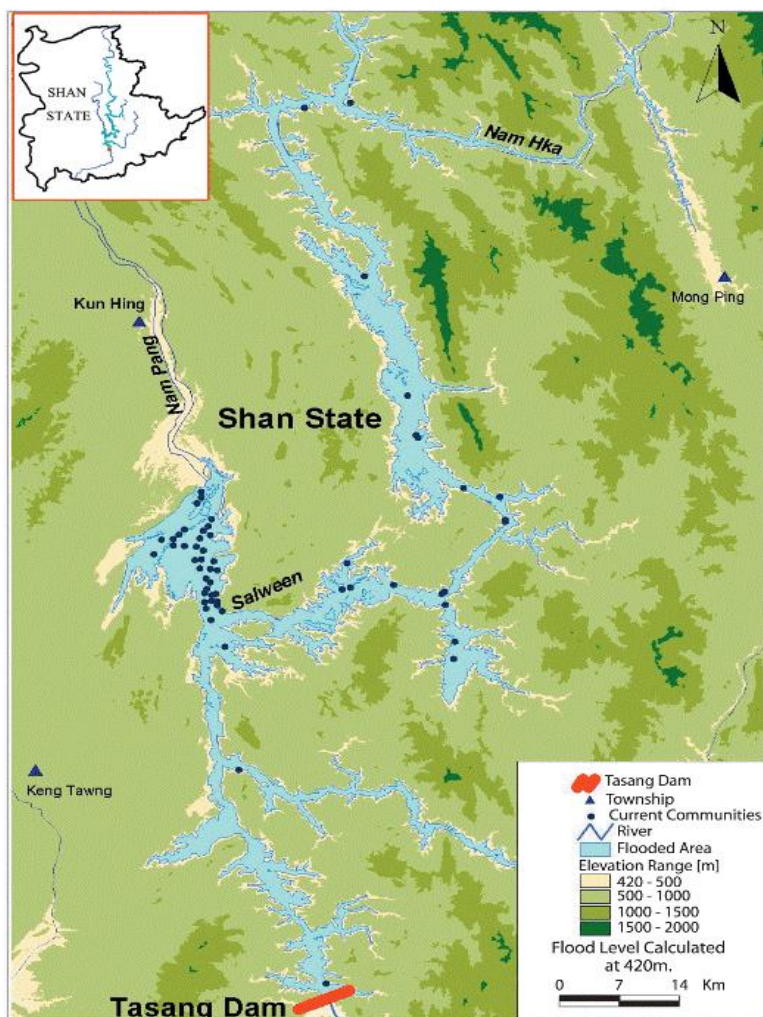 SHAN
STATE
N
Nam Hka
Mong Ping
Kun Hing
Nam Pang
Shan State
Salween
Keng Tawng
Tasang Dam
Tasang Dam
Township
Current Communities
River
Flooded Area
Elevation Range [m]
420 - 500
500 - 1000
1000 - 1500
1500 - 2000
Flood Level Calculated
at 420m.
0 7 14 Km